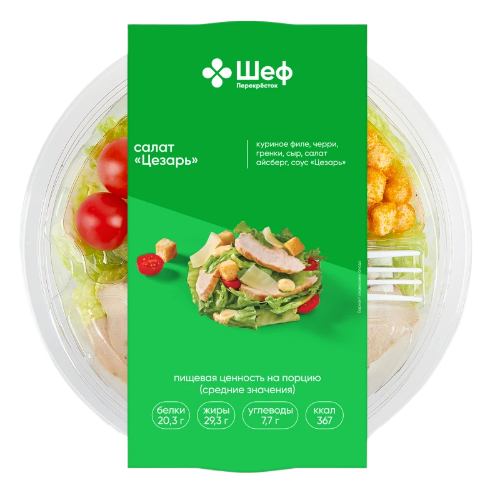 Шеф
Перекрёсток
салат
«Цезарь»
куриное филе, черри,
гренки, сыр, салат
айсберг, соус «Цезарь»
пищевая ценность на порцию
(средние значения)
белки
20,3 г
жиры
29,3 г
углеводы
7,7 г
ккал
367